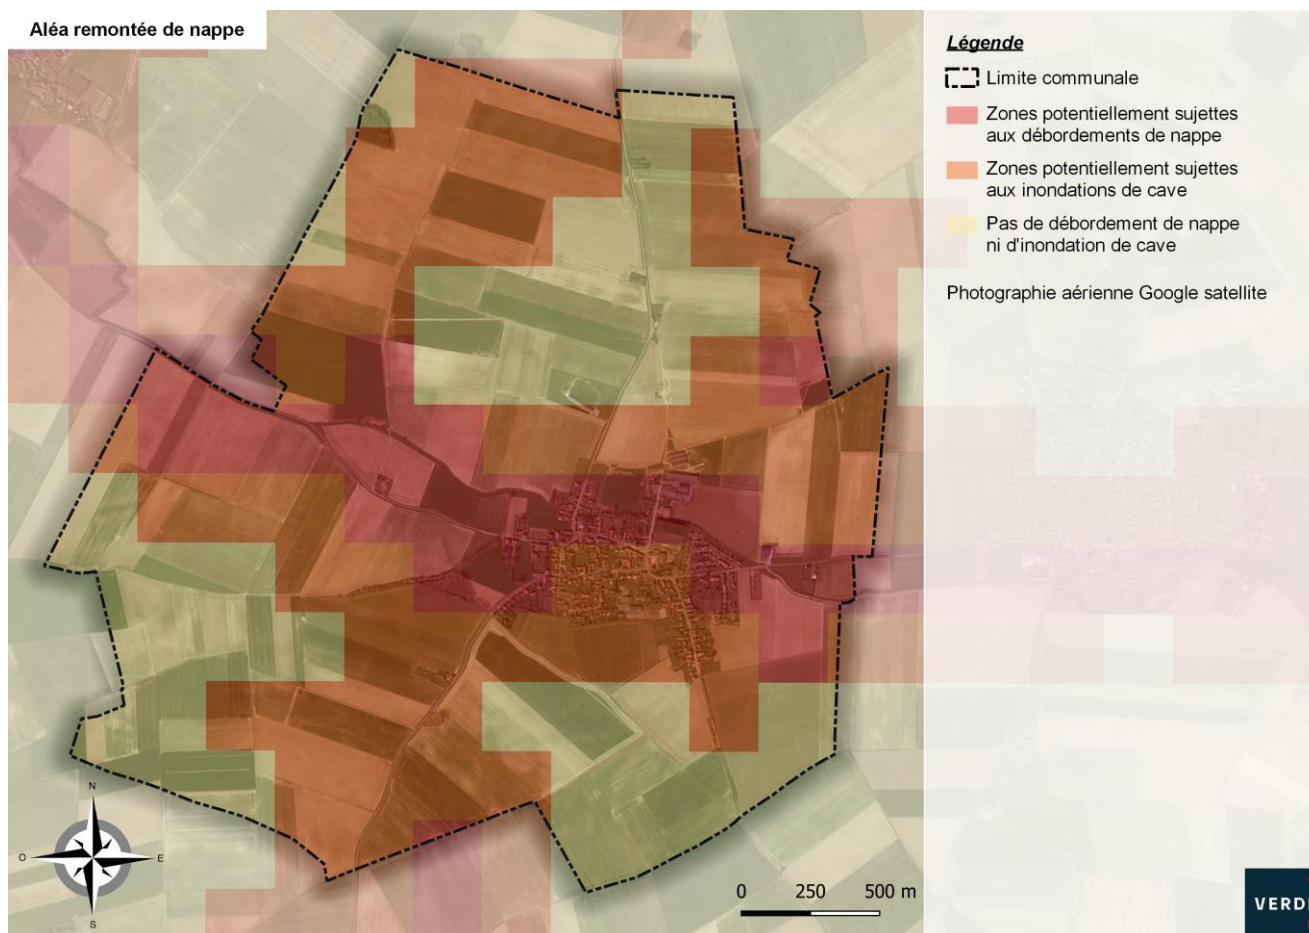 Aléa remontée de nappe
Légende
Limite communale
Zones potentiellement sujettes
aux débordements de nappe
Zones potentiellement sujettes
aux inondations de cave
Pas de débordement de nappe
ni d'inondation de cave
Photographie aérienne Google satellite
N
O
E
S
0 250 500 m
VERDI